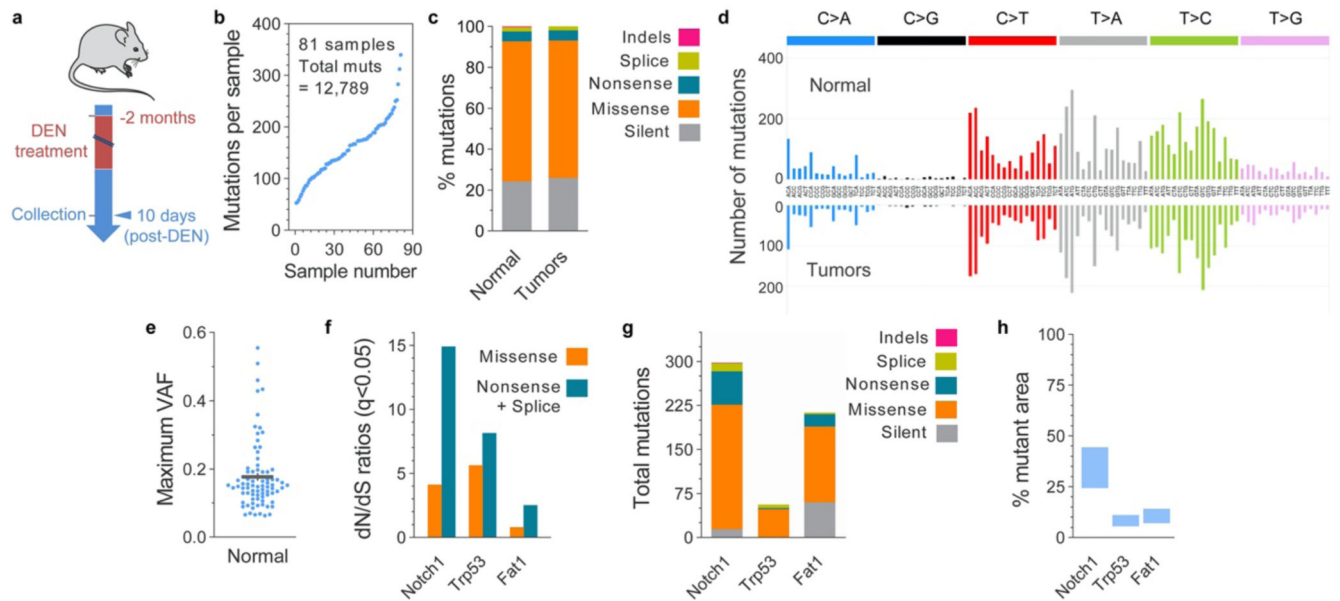 a
DEN
treatment
-2 months
Collection
10 days
(post-DEN)
b
Mutations per sample
400
300
200
100
0
81 samples
Total muts
= 12,789
0
30
60
90
Sample number
c
% mutations
100
80
60
40
20
0
Normal
Tumors
Indels
Splice
Nonsense
Missense
Silent
d
C>A
C>G
C>T
T>A
T>C
T>G
Number of mutations
400
200
0
0
100
200
Normal
Tumors
e
Maximum VAF
0.6
0.4
0.2
0.0
Normal
f
dN/dS ratios (q<0.05)
15
10
5
0
Missense
Nonsense
+ Splice
Notch1
Trp53
Fat1
g
Total mutations
300
225
150
75
0
Indels
Splice
Nonsense
Missense
Silent
Notch1
Trp53
Fat1
h
% mutant area
100
75
50
25
0
Notch1
Trp53
Fat1